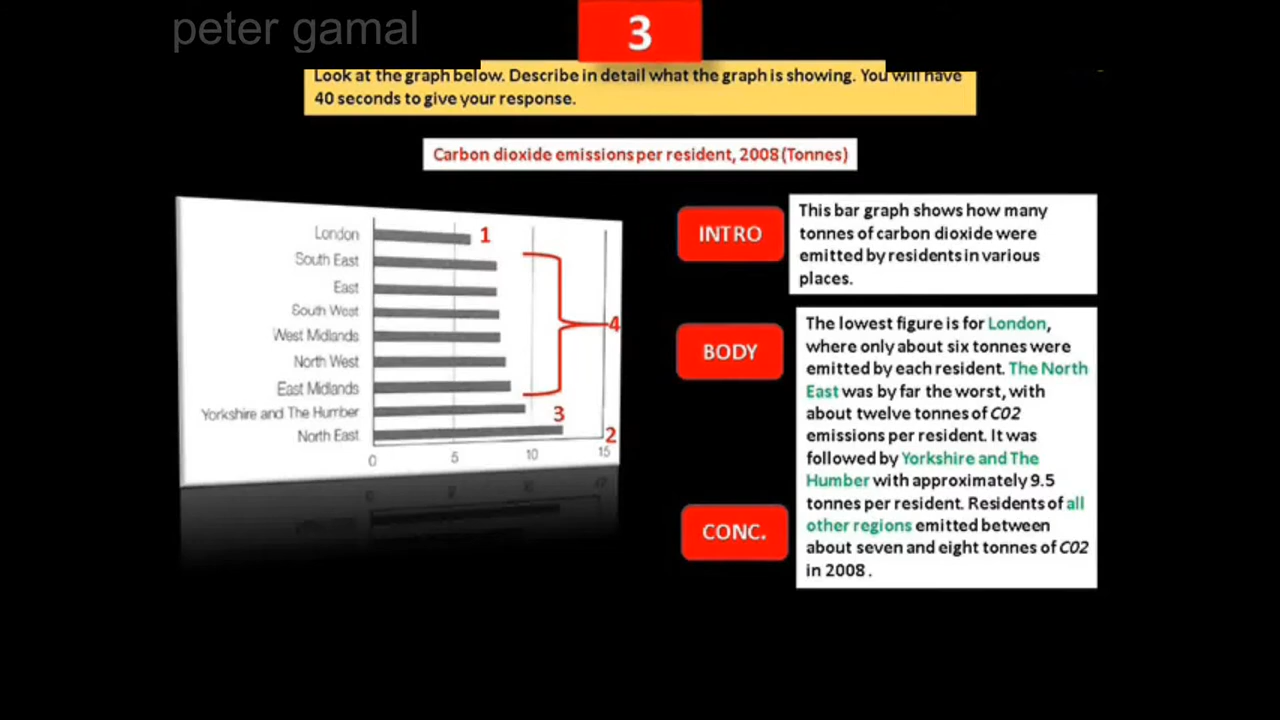 peter gamal
3
Look at the graph below. Describe in detail what the graph is showing. You will have
40 seconds to give your response.
Carbon dioxide emissions per resident, 2008 (Tonnes)
London
South East
East
South West
West Midlands
North West
East Midlands
Yorkshire and The Humber
North East
0
5
10
15
1
4
3
2
INTRO
This bar graph shows how many
tonnes of carbon dioxide were
emitted by residents in various
places.
BODY
The lowest figure is for London,
where only about six tonnes were
emitted by each resident. The North
East was by far the worst, with
about twelve tonnes of C02
emissions per resident. It was
followed by Yorkshire and The
Humber with approximately 9.5
tonnes per resident. Residents of all
other regions emitted between
about seven and eight tonnes of C02
in 2008 .
CONC.